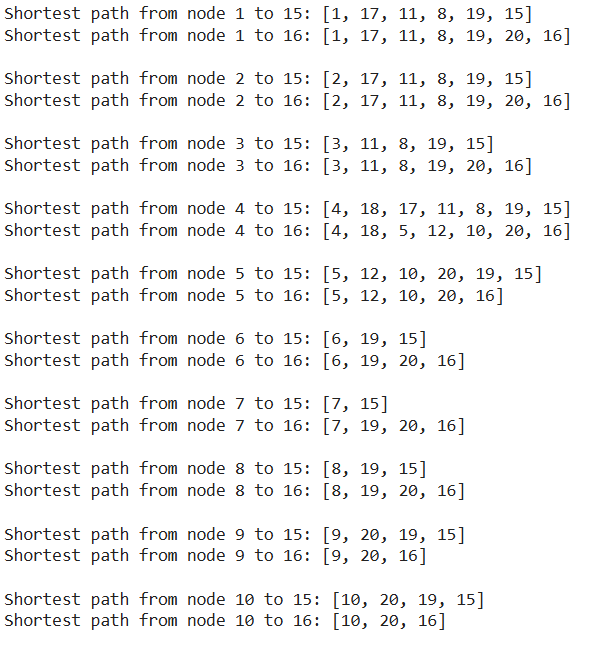 Shortest path from node 1 to 15: [1, 17, 11, 8, 19, 15]
Shortest path from node 1 to 16: [1, 17, 11, 8, 19, 20, 16]
Shortest path from node 2 to 15: [2, 17, 11, 8, 19, 15]
Shortest path from node 2 to 16: [2, 17, 11, 8, 19, 20, 16]
Shortest path from node 3 to 15: [3, 11, 8, 19, 15]
Shortest path from node 3 to 16: [3, 11, 8, 19, 20, 16]
Shortest path from node 4 to 15: [4, 18, 17, 11, 8, 19, 15]
Shortest path from node 4 to 16: [4, 18, 5, 12, 10, 20, 16]
Shortest path from node 5 to 15: [5, 12, 10, 20, 19, 15]
Shortest path from node 5 to 16: [5, 12, 10, 20, 16]
Shortest path from node 6 to 15: [6, 19, 15]
Shortest path from node 6 to 16: [6, 19, 20, 16]
Shortest path from node 7 to 15: [7, 15]
Shortest path from node 7 to 16: [7, 19, 20, 16]
Shortest path from node 8 to 15: [8, 19, 15]
Shortest path from node 8 to 16: [8, 19, 20, 16]
Shortest path from node 9 to 15: [9, 20, 19, 15]
Shortest path from node 9 to 16: [9, 20, 16]
Shortest path from node 10 to 15: [10, 20, 19, 15]
Shortest path from node 10 to 16: [10, 20, 16]